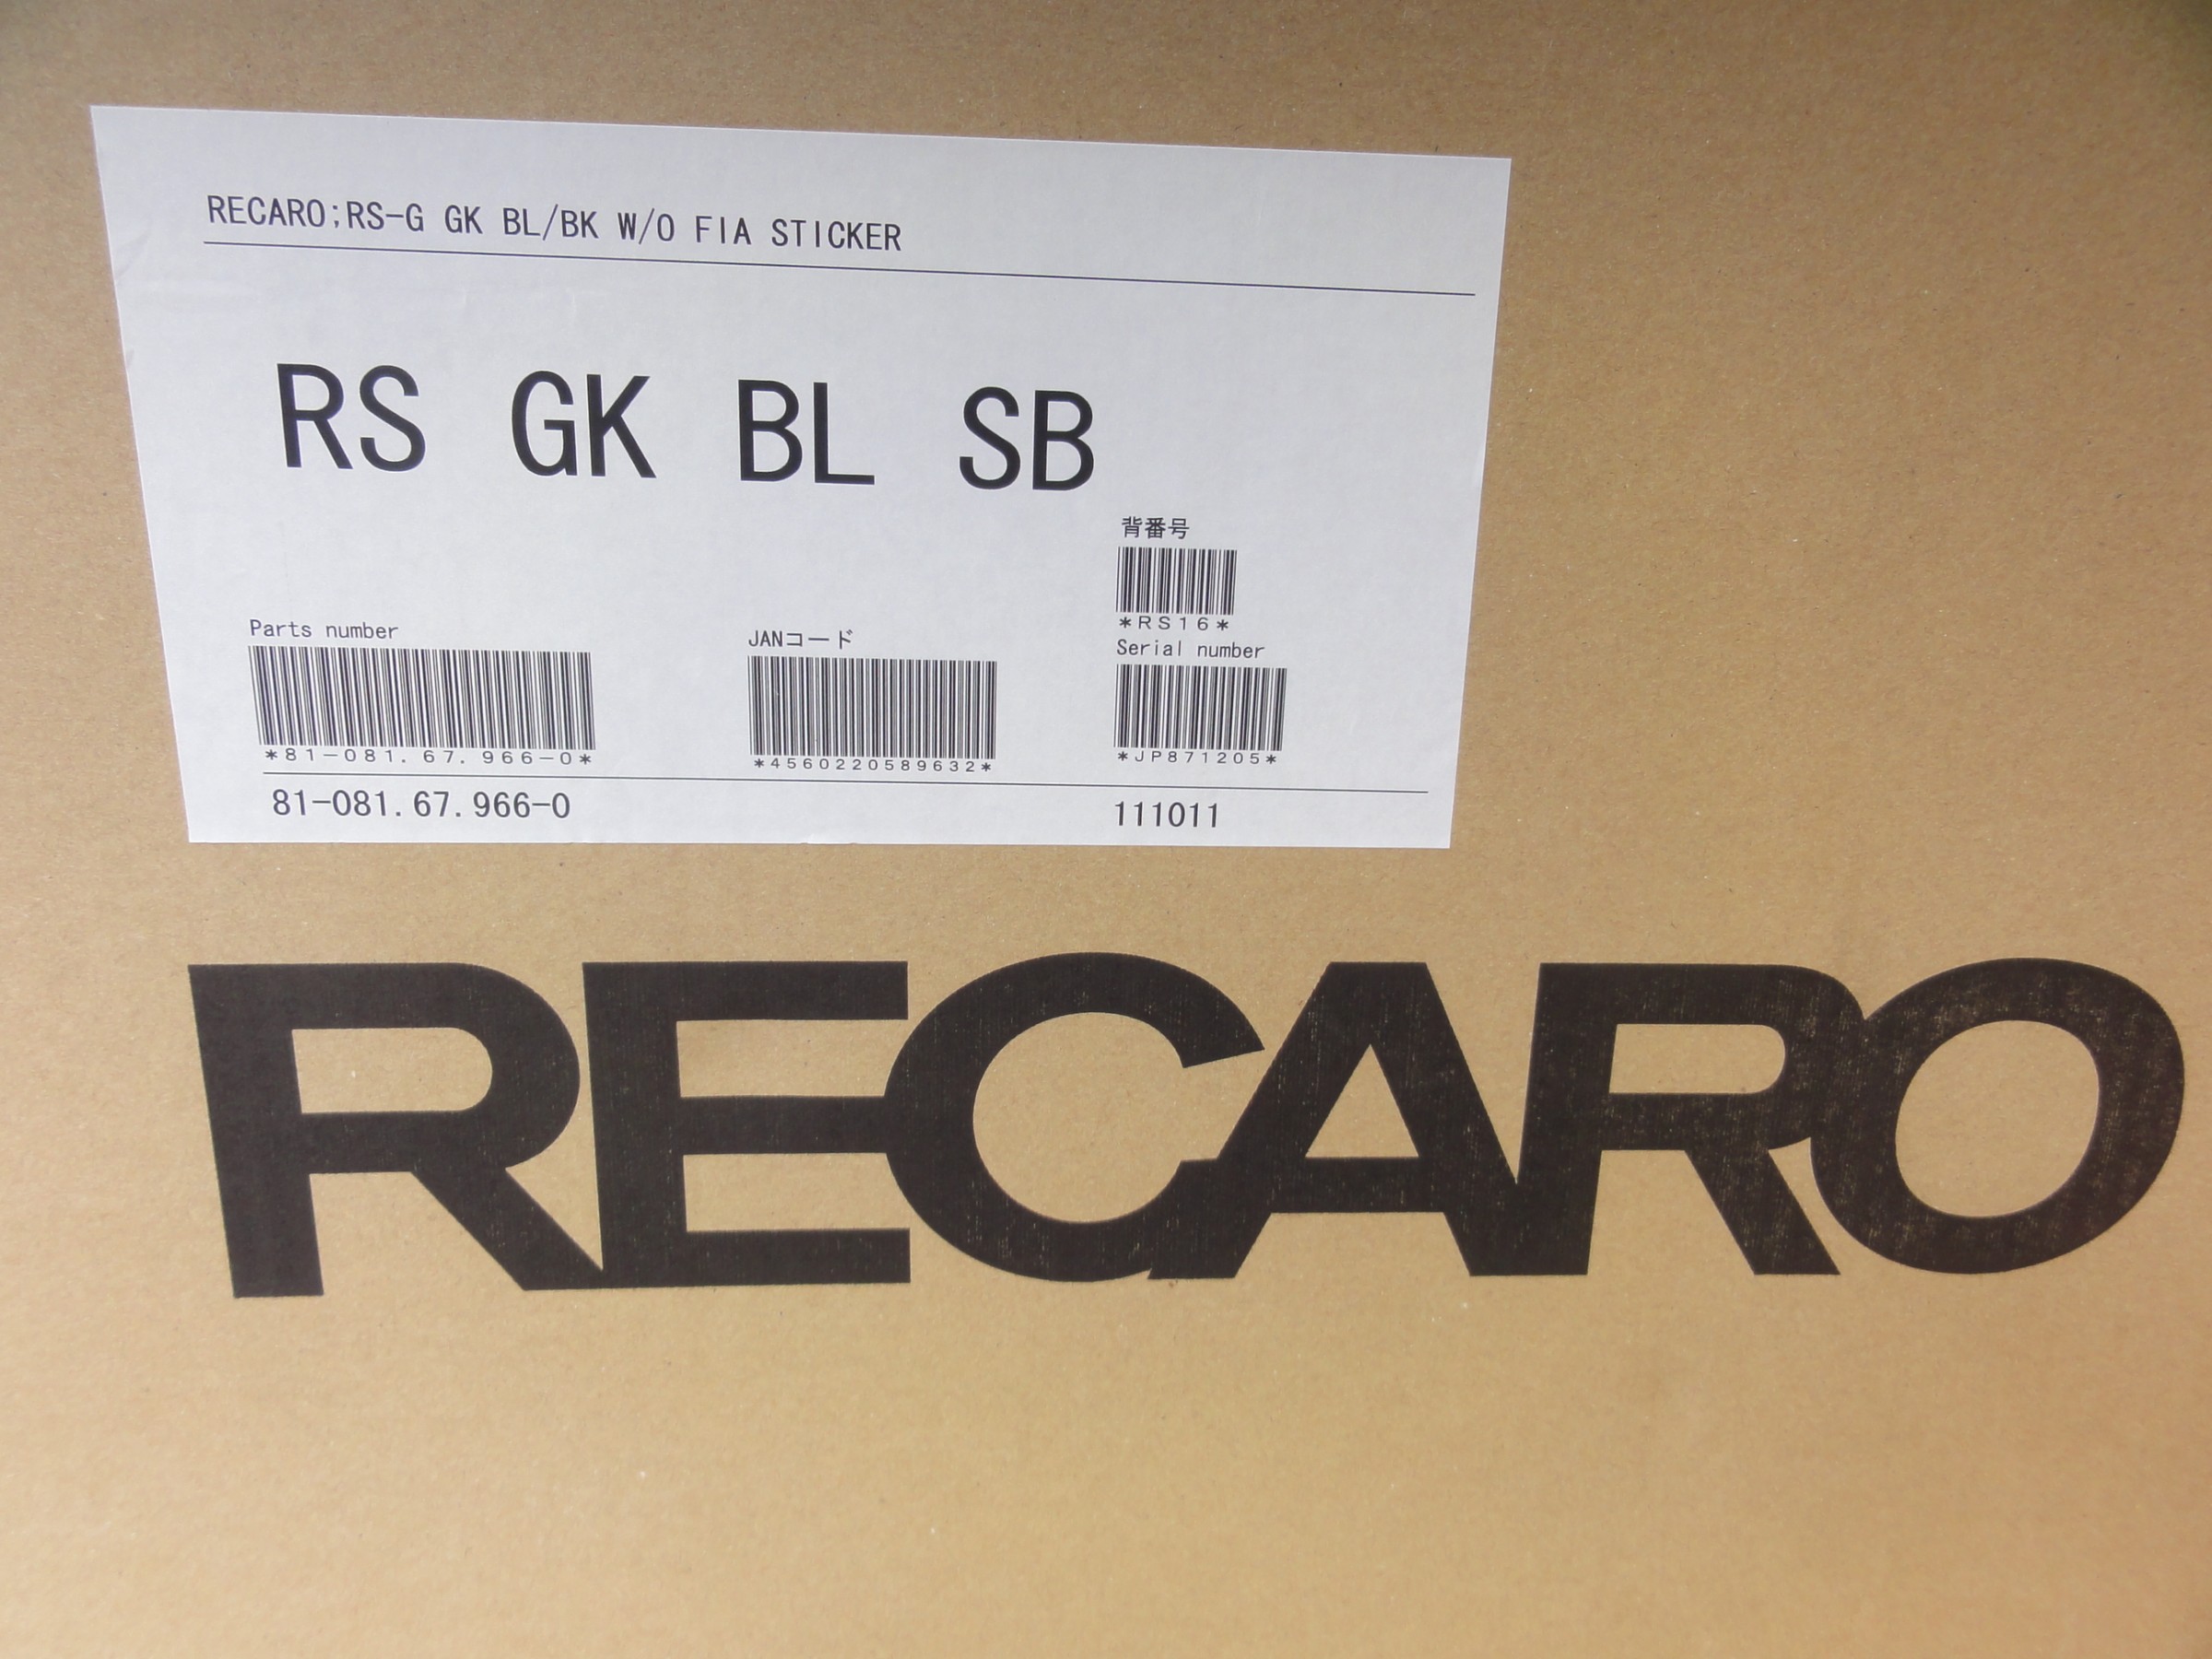 RECARO;RS-G GK BL/BK W/O FIA STICKER
RS GK BL SB
背番号
*RS16*
Parts number
JANコード
Serial number
*81-081.67.966-0*
*4560220589632*
*JP871205*
81-081.67.966-0
111011
RECARO